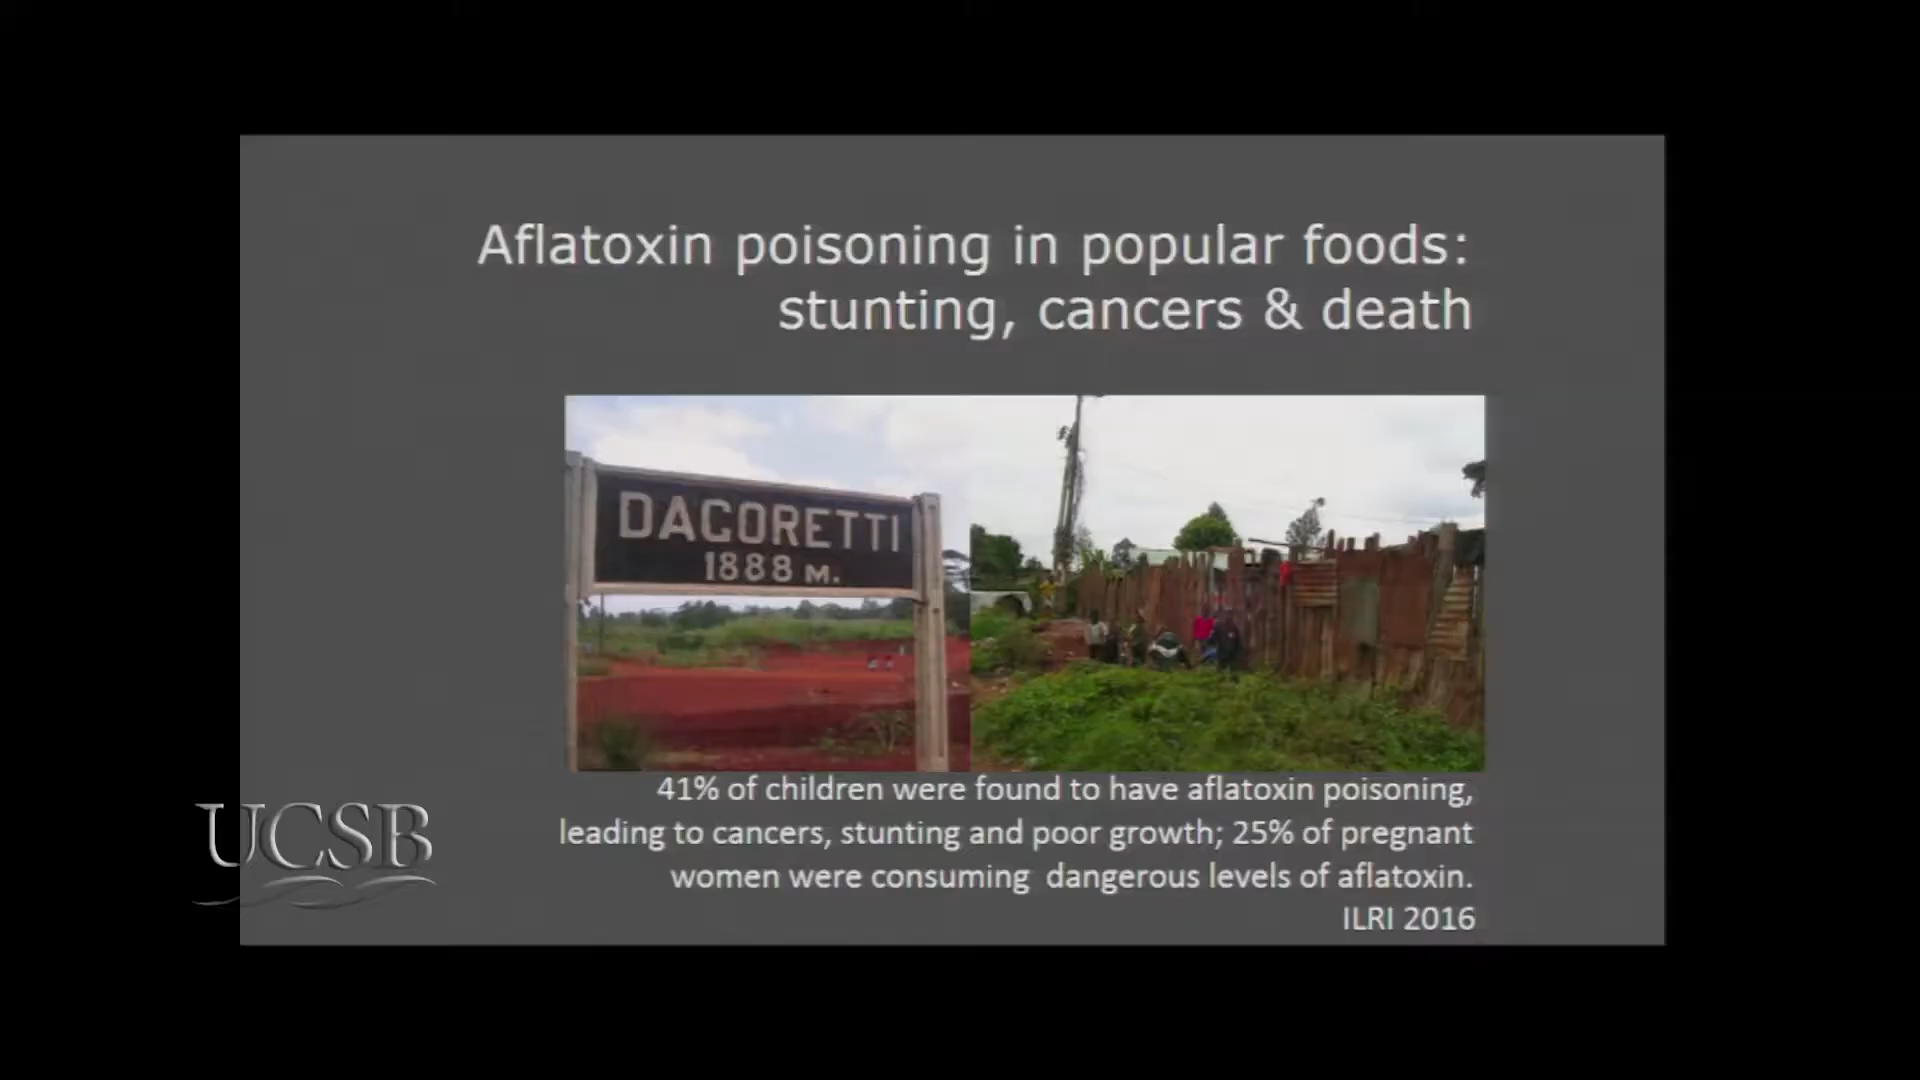 Aflatoxin poisoning in popular foods:
stunting, cancers & death
DAGORETTI
1888 M.
41% of children were found to have aflatoxin poisoning,
leading to cancers, stunting and poor growth; 25% of pregnant
women were consuming dangerous levels of aflatoxin.
ILRI 2016
UCSB